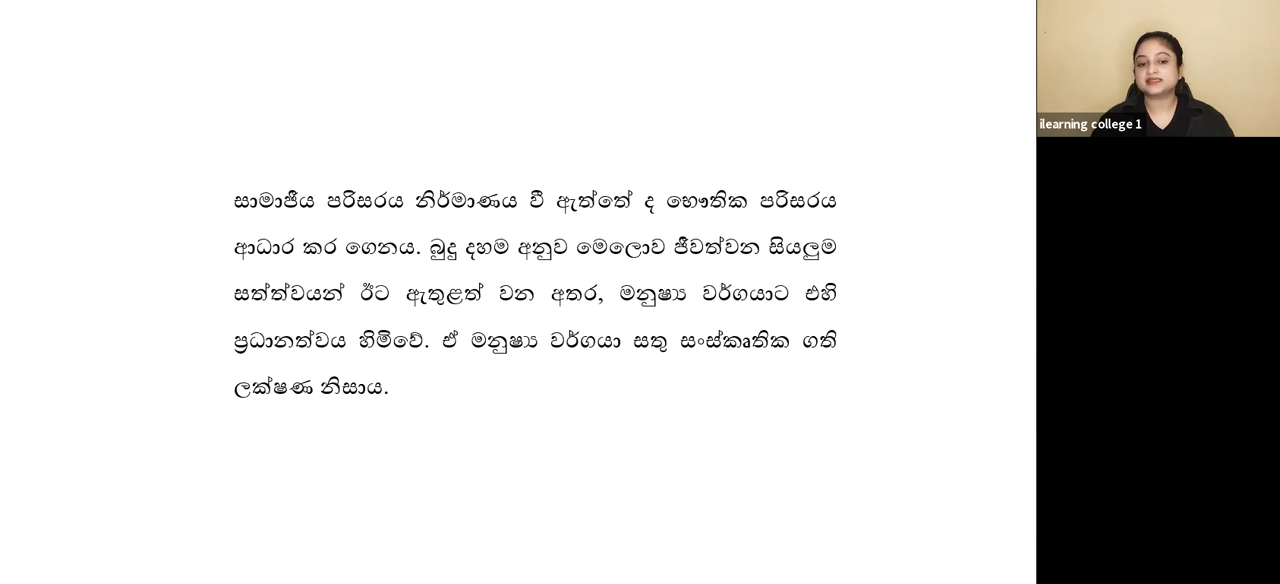 සාමාජීය පරිසරය නිර්මාණය වී ඇත්තේ ද භෞතික පරිසරය
ආධාර කර ගෙනය. බුදු දහම අනුව මෙලොව ජීවත්වන සියලුම
සත්ත්වයන් ඊට ඇතුළත් වන අතර, මනුෂ්‍ය වර්ගයාට එහි
ප්‍රධානත්වය හිමිවේ. ඒ මනුෂ්‍ය වර්ගයා සතු සංස්කෘතික ගති
ලක්ෂණ නිසාය.
ilearning college 1